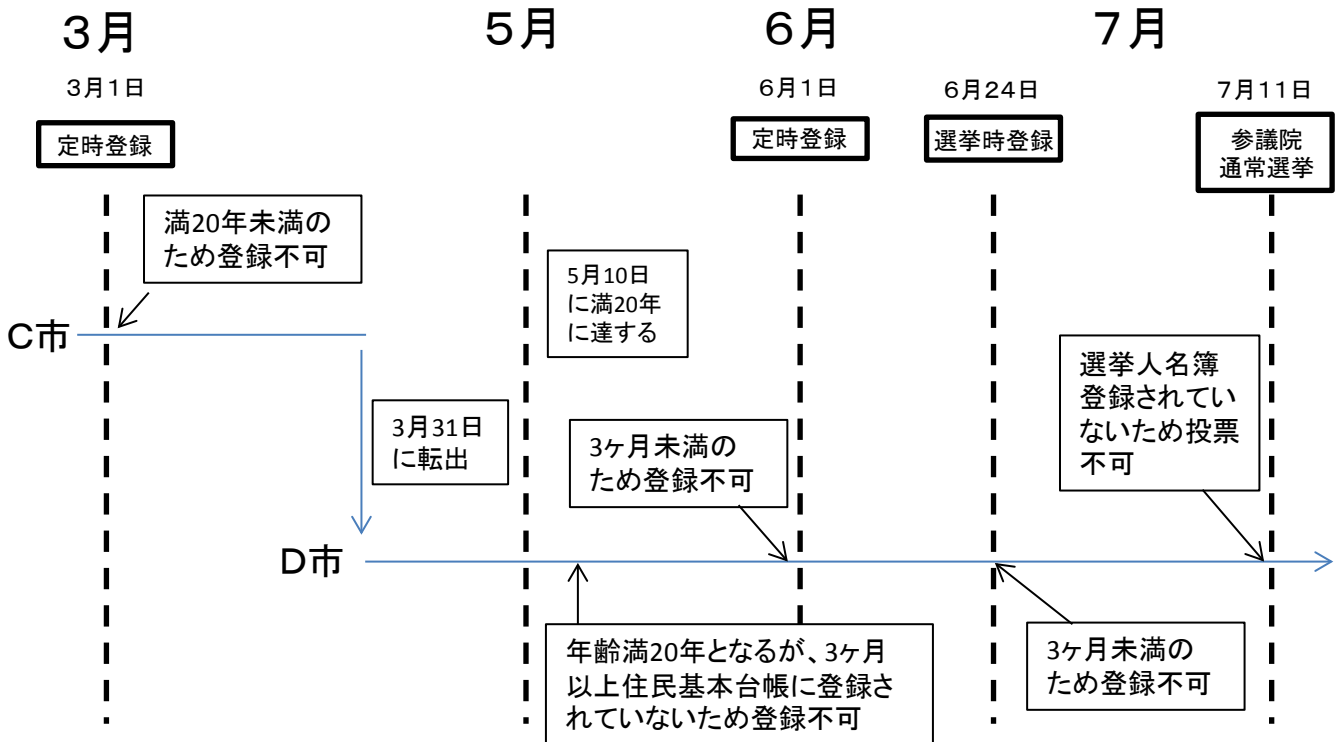 3月
5月
6月
7月
3月1日
6月1日
6月24日
7月11日
定時登録
定時登録
選挙時登録
参議院
通常選挙
満20年未満の
ため登録不可
5月10日
に満20年
に達する
C市
選挙人名簿
登録されてい
ないため投票
不可
3月31日
に転出
3ヶ月未満の
ため登録不可
D市
年齢満20年となるが、3ヶ月
以上住民基本台帳に登録さ
れていないため登録不可
3ヶ月未満の
ため登録不可